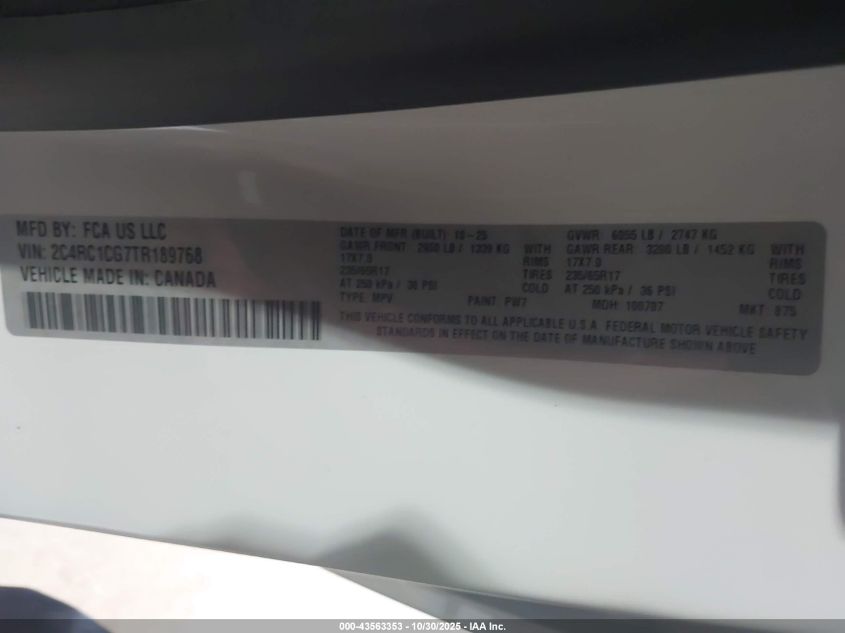 MFD BY: FCA US LLC
VIN: 2C4RC1CG7TR189768
VEHICLE MADE IN: CANADA
DATE OF MFR (BUILT): 10-25
GVWR: 6055 LB / 2747 KG
GAWR FRONT: 2950 LB / 1339 KG WITH
GAWR REAR: 3200 LB / 1452 KG WITH
17X7.0 RIMS
17X7.0 RIMS
235/65R17 TIRES
235/65R17 TIRES
AT 250 kPa / 36 PSI COLD
AT 250 kPa / 36 PSI COLD
TYPE: MPV PAINT: PW7 MDH: 100707 MKT: 875
THIS VEHICLE CONFORMS TO ALL APPLICABLE U.S.A. FEDERAL MOTOR VEHICLE SAFETY
STANDARDS IN EFFECT ON THE DATE OF MANUFACTURE SHOWN ABOVE
000-43563353 - 10/30/2025 - IAA Inc.